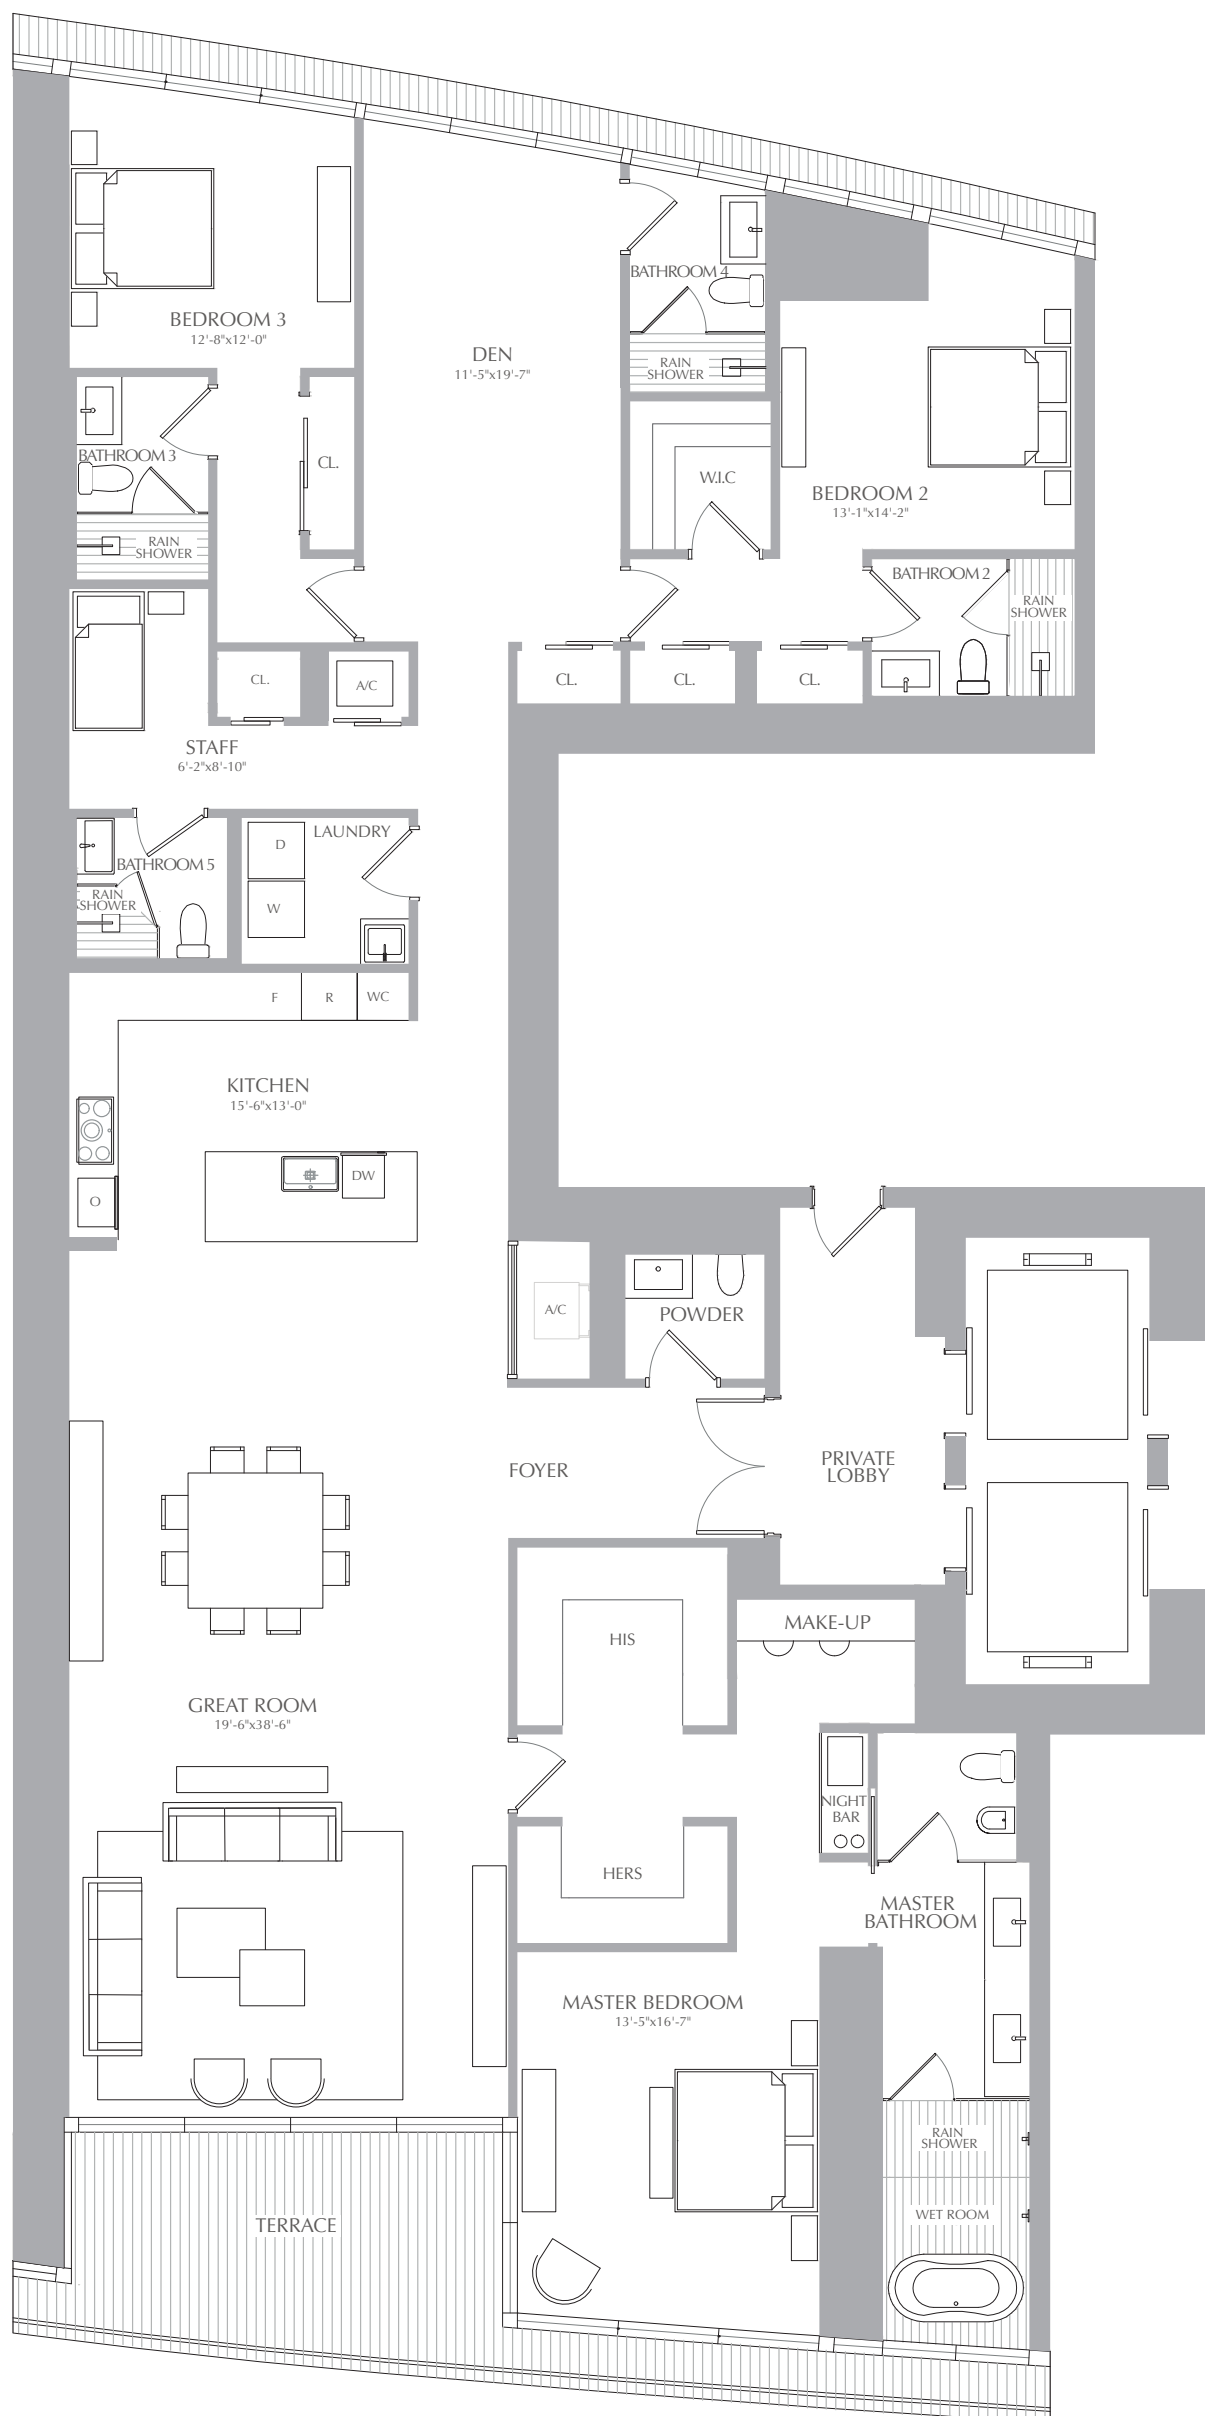 BEDROOM 3
12'-8"x12'-0"
DEN
11'-5"x19'-7"
BATHROOM 4
RAIN
SHOWER
BATHROOM 3
CL.
RAIN
SHOWER
W.I.C
BEDROOM 2
13'-1"x14'-2"
BATHROOM 2
RAIN
SHOWER
CL.
A/C
CL.
CL.
CL.
STAFF
6'-2"x8'-10"
LAUNDRY
D
W
BATHROOM 5
RAIN
SHOWER
F
R
WC
KITCHEN
15'-6"x13'-0"
DW
O
A/C
POWDER
FOYER
PRIVATE
LOBBY
MAKE-UP
HIS
GREAT ROOM
19'-6"x38'-6"
NIGHT
BAR
HERS
MASTER
BATHROOM
MASTER BEDROOM
13'-5"x16'-7"
RAIN
SHOWER
WET ROOM
TERRACE